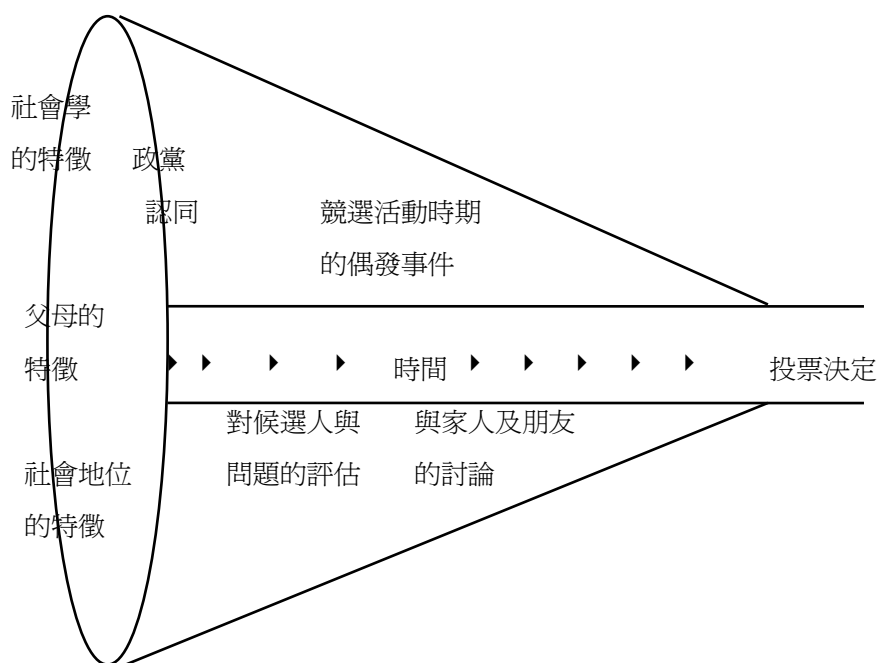 社會學
的特徵
政黨
認同
競選活動時期
的偶發事件
父母的
特徵
時間
投票決定
對候選人與
問題的評估
與家人及朋友
的討論
社會地位
的特徵